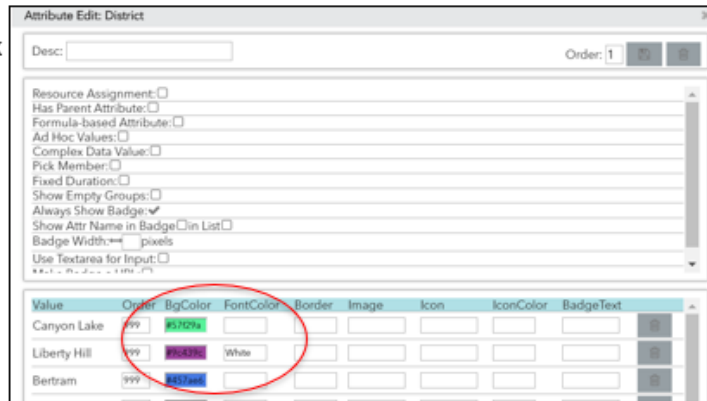 Attribute Edit: District
Desc:
Order: 1
Resource Assignment:
Has Parent Attribute:
Formula-based Attribute:
Ad Hoc Values:
Complex Data Value:
Pick Member:
Fixed Duration:
Show Empty Groups:
Always Show Badge:
Show Attr Name in Badge in List
Badge Width: pixels
Use Textarea for Input:
Value Order BgColor FontColor Border Image Icon IconColor BadgeText
Canyon Lake 999 #57f29a
Liberty Hill 999 #9c439c White
Bertram 999 #457ae6